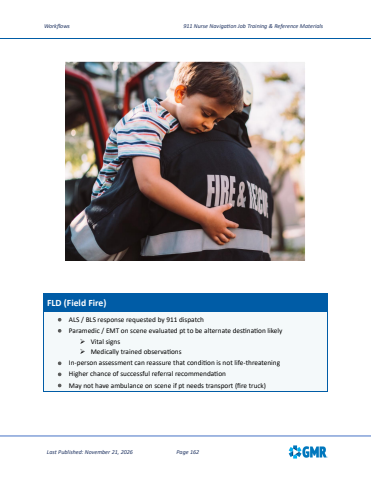 Workflows 911 Nurse Navigation Job Training & Reference Materials
FIRE & RESCUE
FLD (Field Fire)
● ALS / BLS response requested by 911 dispatch
● Paramedic / EMT on scene evaluated pt to be alternate destination likely
➢ Vital signs
➢ Medically trained observations
● In-person assessment can reassure that condition is not life-threatening
● Higher chance of successful referral recommendation
● May not have ambulance on scene if pt needs transport (fire truck)
Last Published: November 21, 2026 Page 162 GMR